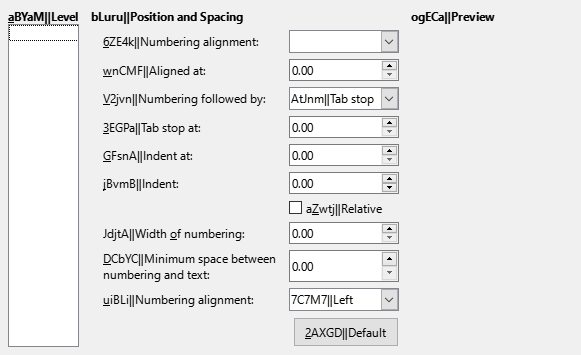 aBYaM||Level bLuru||Position and Spacing ogECa||Preview
6ZE4k||Numbering alignment:
wnCMF||Aligned at: 0.00
V2jvn||Numbering followed by: AtJnm||Tab stop
3EGPa||Tab stop at: 0.00
GFsnA||Indent at: 0.00
jBvmB||Indent: 0.00
aZwtj||Relative
JdjtA||Width of numbering: 0.00
DCbYC||Minimum space between
numbering and text: 0.00
uiBLi||Numbering alignment: 7C7M7||Left
2AXGD||Default